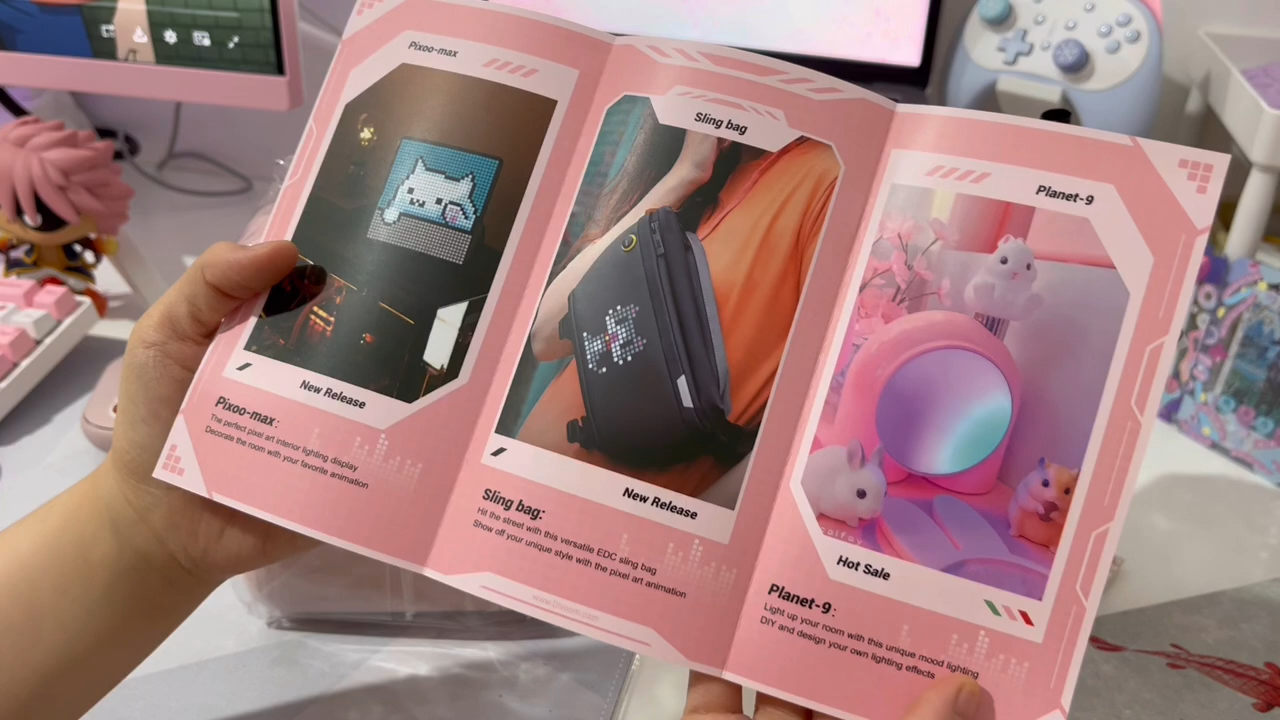 Pixoo-max
New Release
Pixoo-max:
The perfect pixel art interior lighting display
Decorate the room with your favorite animation
Sling bag
New Release
Sling bag:
Hit the street with this versatile EDC sling bag
Show off your unique style with the pixel art animation
Planet-9
Hot Sale
Planet-9:
Light up your room with this unique mood lighting
DIY and design your own lighting effects